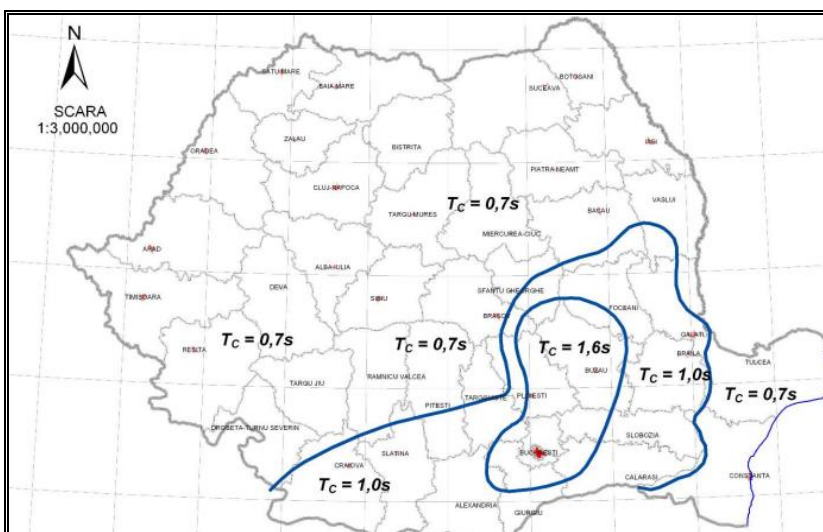 N
SCARA
1:3,000,000
SATU MARE
BAIA MARE
SUCEAVA
BOTOSANI
ORADEA
ZALAU
BISTRITA
IASI
PIATRA-NEAMT
CLUJ-NAPOCA
TARGU-MURES
T_C = 0,7s
BACAU
VASLUI
MIERCUREA-CIUC
ARAD
ALBA-IULIA
DEVA
SIBIU
SFANTU GHEORGHE
TIMISOARA
BRASOV
FOCSANI
RESITA
T_C = 0,7s
T_C = 0,7s
T_C = 1,6s
GALATI
BRAILA
TULCEA
TARGU JIU
RAMNICU VALCEA
BUZAU
T_C = 1,0s
T_C = 0,7s
PITESTI
TARGOVISTE
PLOIESTI
DROBETA-TURNU SEVERIN
SLOBOZIA
SLATINA
BUCURESTI
CRAIOVA
CALARASI
CONSTANTA
T_C = 1,0s
ALEXANDRIA
GIURGIU